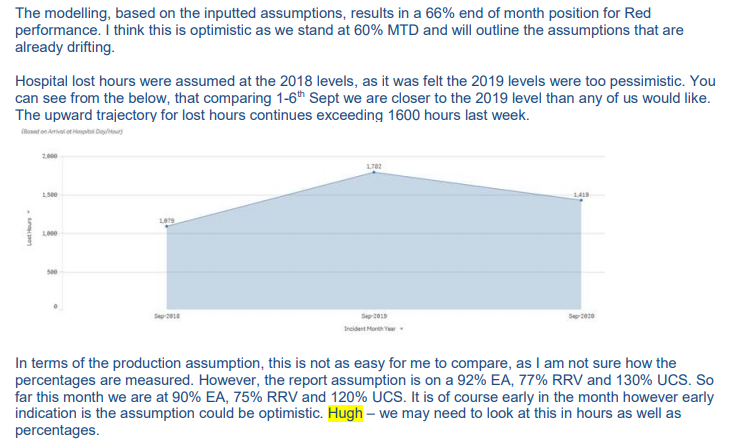 The modelling, based on the inputted assumptions, results in a 66% end of month position for Red
performance. I think this is optimistic as we stand at 60% MTD and will outline the assumptions that are
already drifting.
Hospital lost hours were assumed at the 2018 levels, as it was felt the 2019 levels were too pessimistic. You
can see from the below, that comparing 1-6th Sept we are closer to the 2019 level than any of us would like.
The upward trajectory for lost hours continues exceeding 1600 hours last week.
(Based on Arrival at Hospital Day/Hour)
2,000
1,500
1,000
500
0
Lost Hours
1,079
1,782
1,419
Sep-2018
Sep-2019
Sep-2020
Incident Month Year
In terms of the production assumption, this is not as easy for me to compare, as I am not sure how the
percentages are measured. However, the report assumption is on a 92% EA, 77% RRV and 130% UCS. So
far this month we are at 90% EA, 75% RRV and 120% UCS. It is of course early in the month however early
indication is the assumption could be optimistic. Hugh – we may need to look at this in hours as well as
percentages.